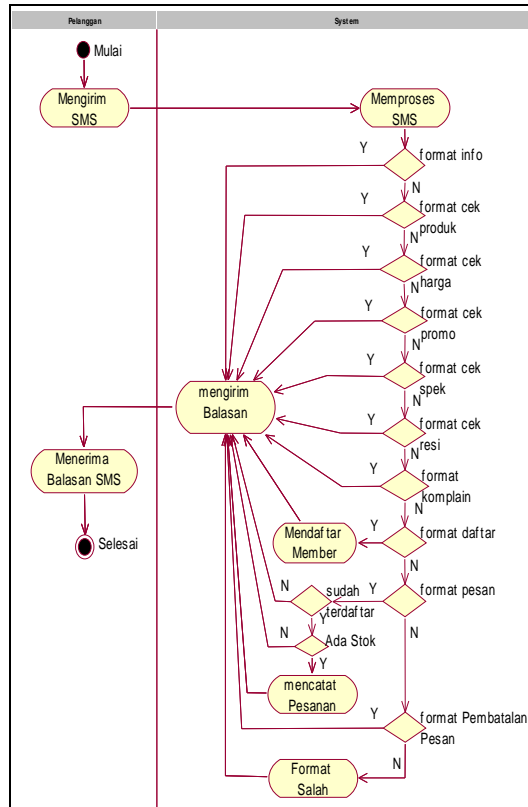 Pelanggan
System
Mulai
Mengirim
SMS
Memproses
SMS
Y
format info
N
Y
format cek
produk
N
Y
format cek
harga
N
Y
format cek
promo
N
Y
format cek
spek
N
Y
format cek
resi
N
Y
format
komplain
N
mengirim
Balasan
Menerima
Balasan SMS
Selesai
Mendaftar
Member
Y
format daftar
N
N
sudah
terdaftar
Y
format pesan
Y
N
N
Ada Stok
Y
mencatat
Pesanan
Y
format Pembatalan
Pesan
N
Format
Salah